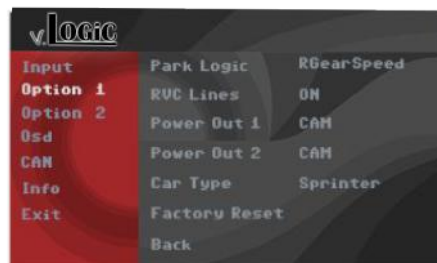 v.LOGiC
Input
Option 1
Option 2
Osd
CAN
Info
Exit
Park Logic RGearSpeed
RVC Lines ON
Power Out 1 CAM
Power Out 2 CAM
Car Type Sprinter
Factory Reset
Back